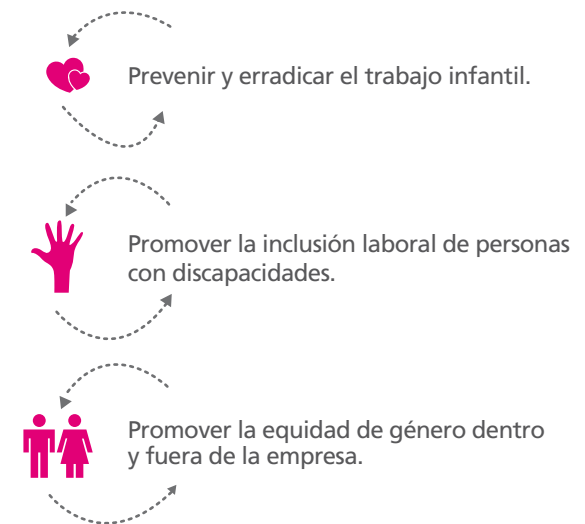 Prevenir y erradicar el trabajo infantil.
Promover la inclusión laboral de personas
con discapacidades.
Promover la equidad de género dentro
y fuera de la empresa.